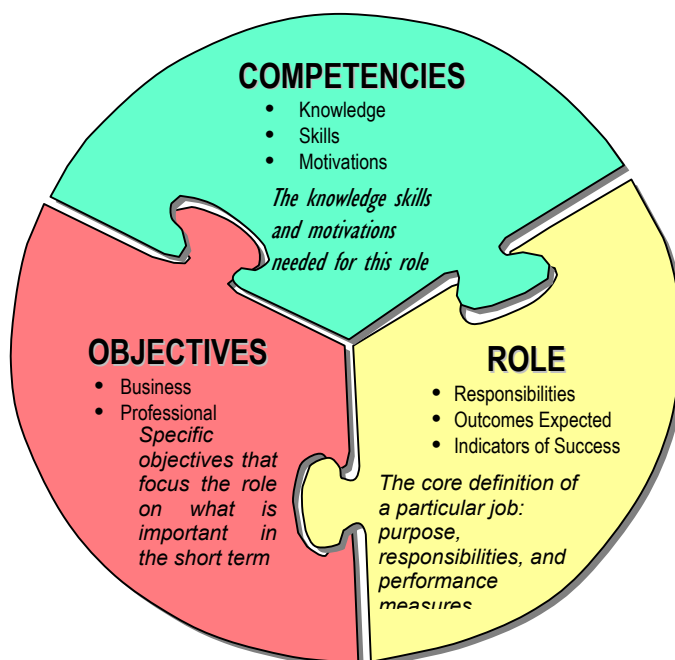 COMPETENCIES
• Knowledge
• Skills
• Motivations
The knowledge skills
and motivations
needed for this role
OBJECTIVES
• Business
• Professional
Specific
objectives that
focus the role
on what is
important in
the short term
ROLE
• Responsibilities
• Outcomes Expected
• Indicators of Success
The core definition of
a particular job:
purpose,
responsibilities, and
performance
measures